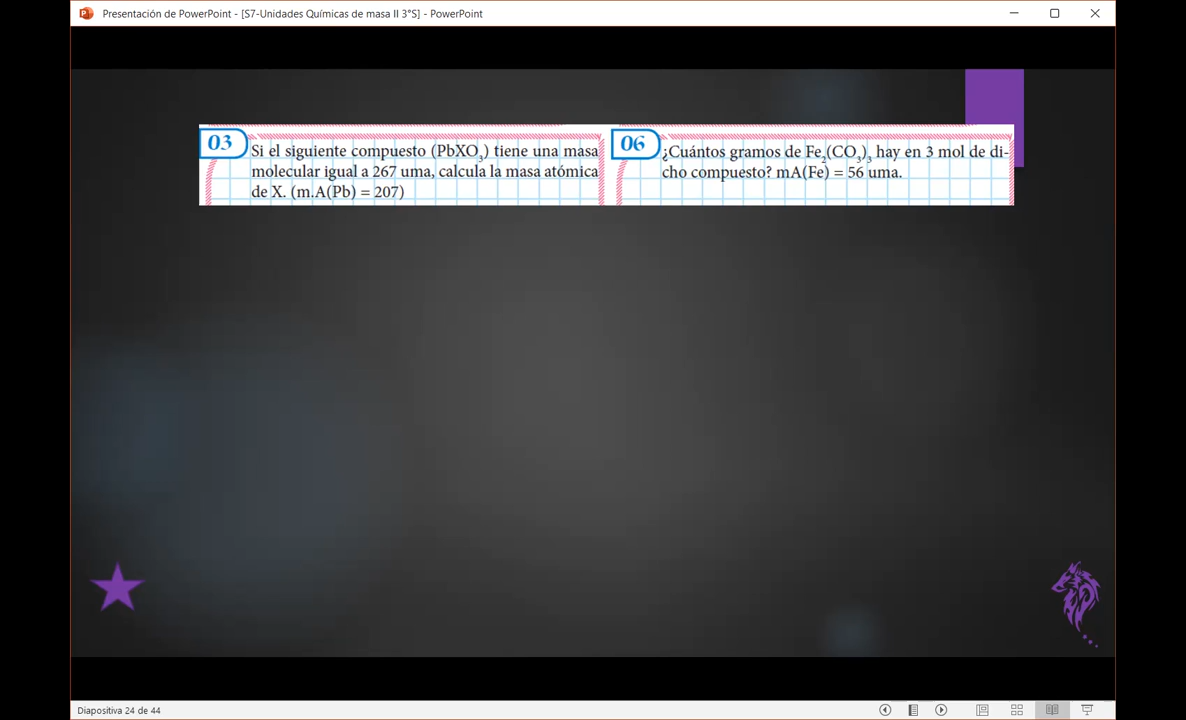 Presentación de PowerPoint - [S7-Unidades Químicas de masa II 3°S] - PowerPoint
03
Si el siguiente compuesto (PbXO3) tiene una masa
molecular igual a 267 uma, calcula la masa atómica
de X. (m.A(Pb) = 207)
06
¿Cuántos gramos de Fe2(CO3)3 hay en 3 mol de di-
cho compuesto? mA(Fe) = 56 uma.
Diapositiva 24 de 44